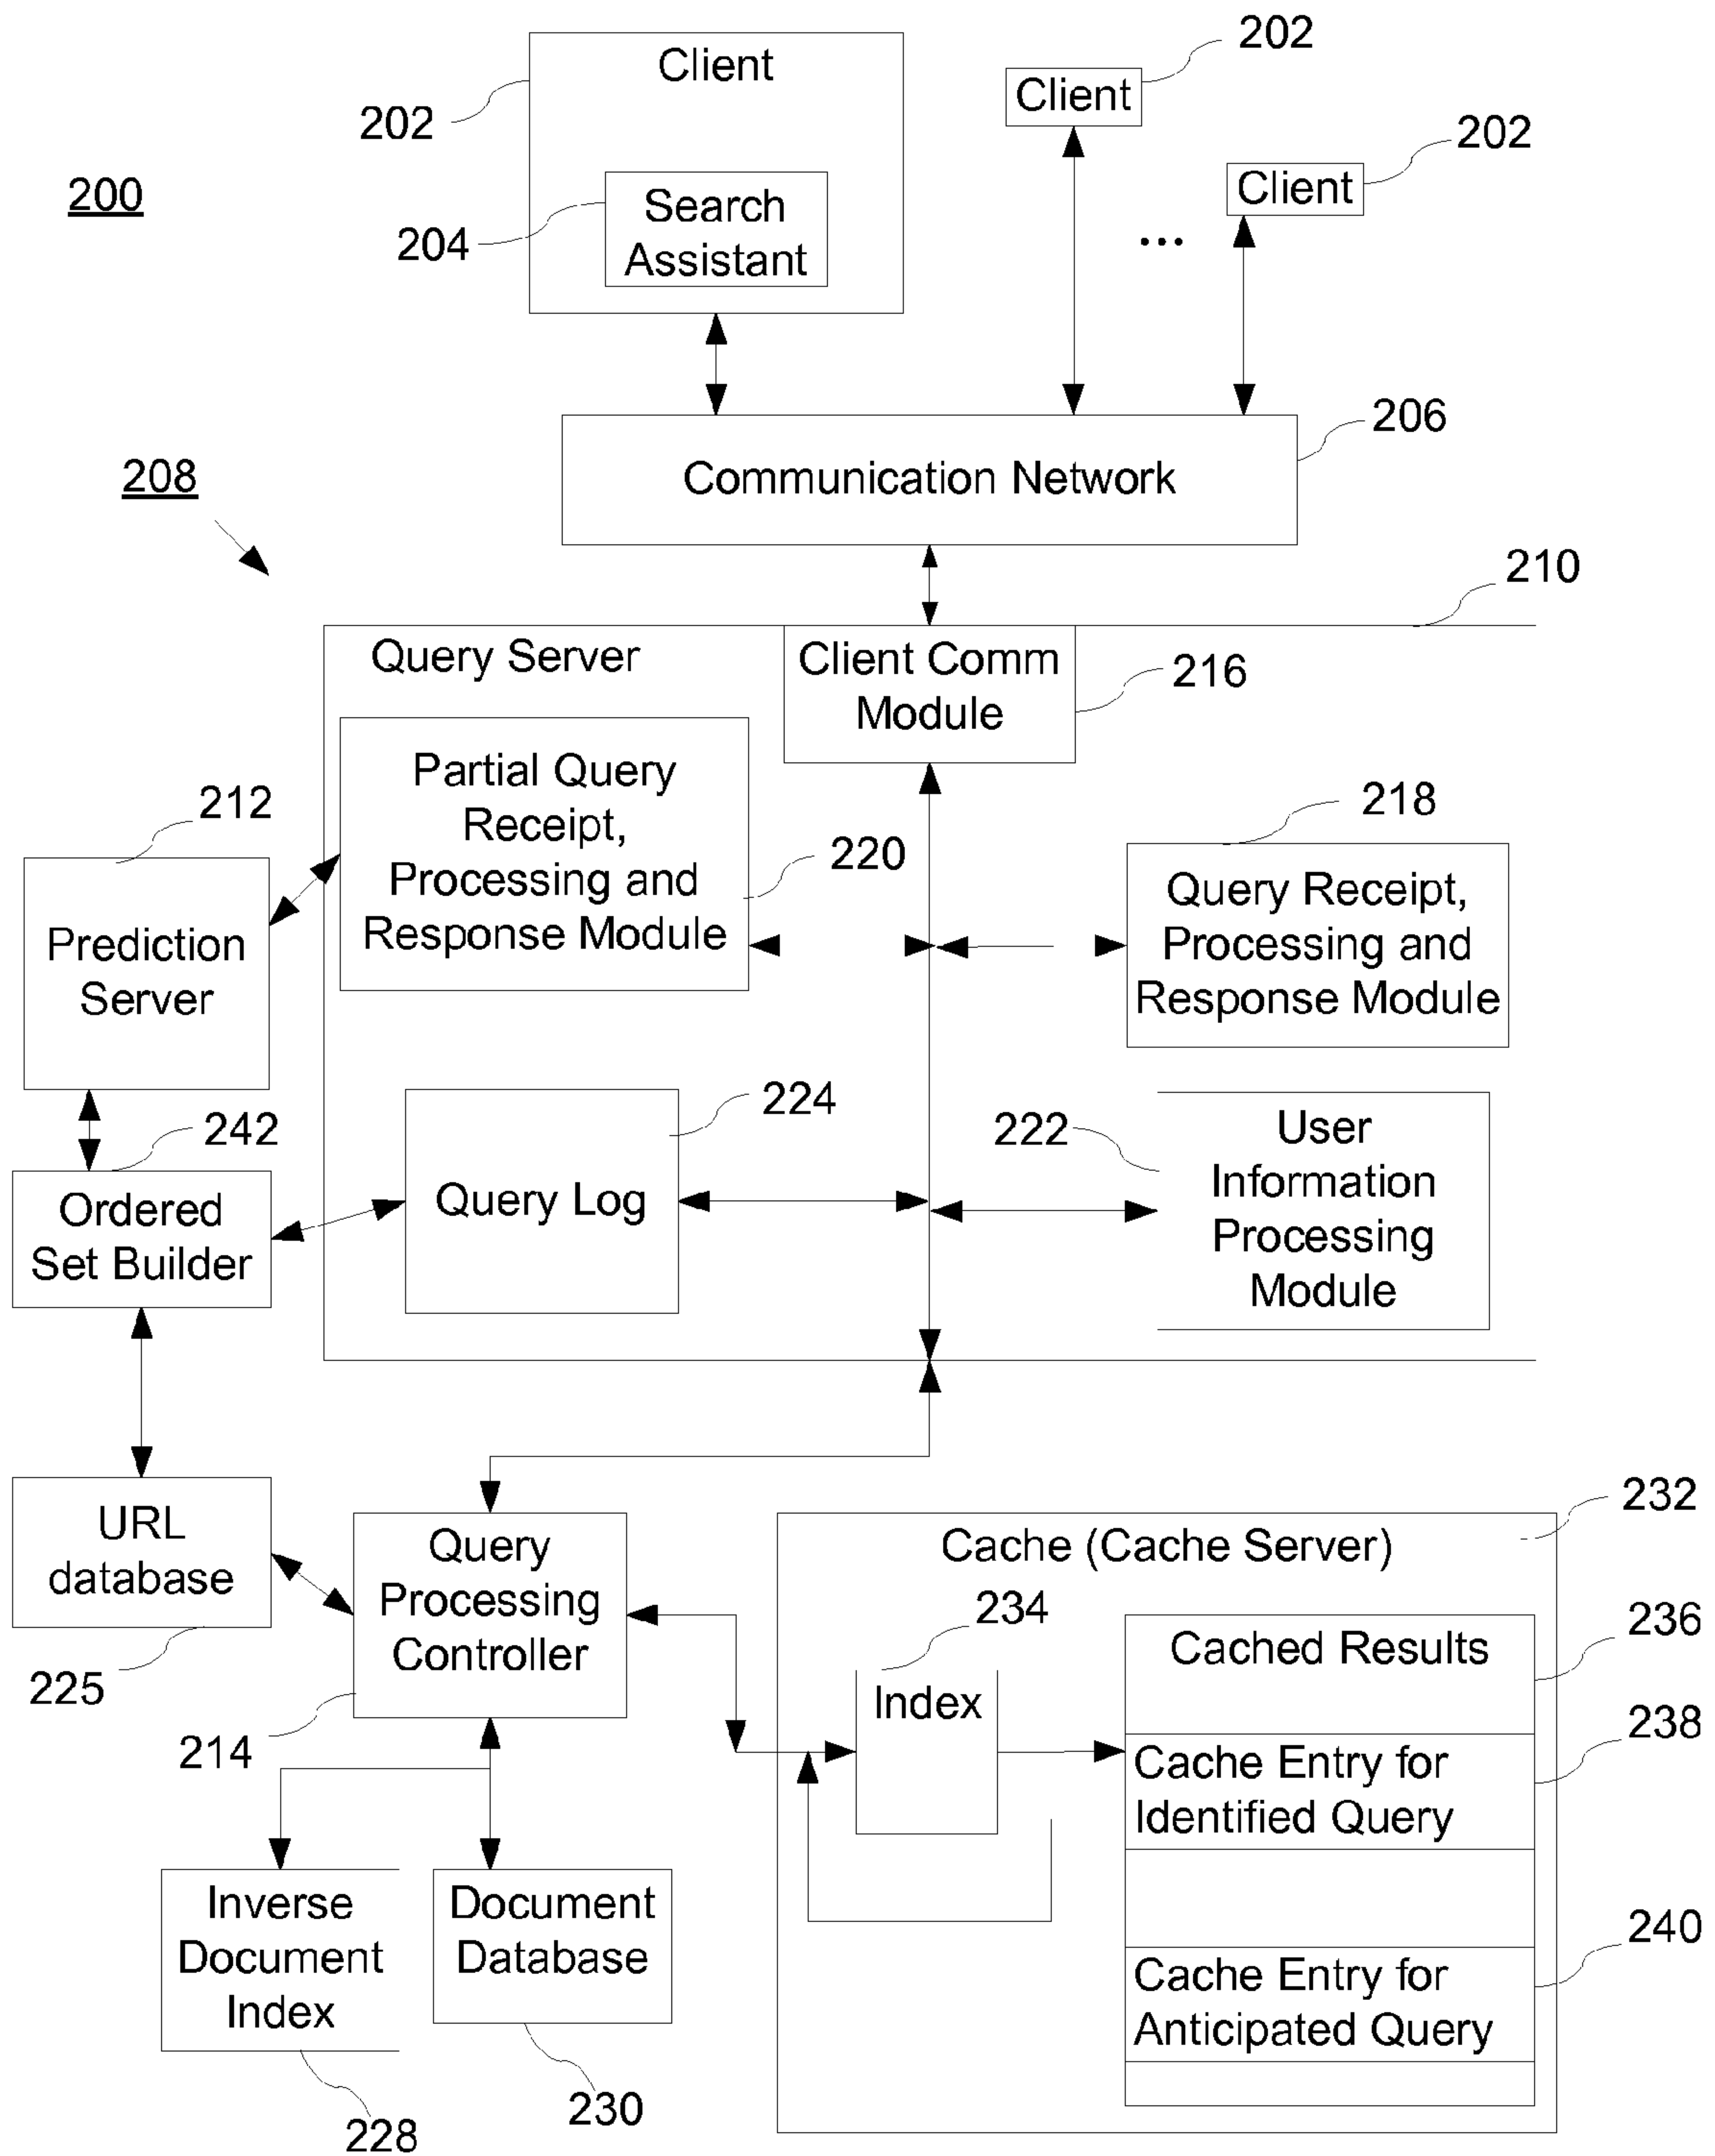 202
Client
202
Client
202
Client
200
204
Search
Assistant
...
206
Communication Network
208
210
Query Server
Client Comm
Module
216
Partial Query
Receipt,
Processing and
Response Module
212
218
220
Prediction
Server
Query Receipt,
Processing and
Response Module
224
242
222
User
Information
Processing
Module
Query Log
Ordered
Set Builder
232
URL
database
Query
Processing
Controller
Cache (Cache Server)
234
236
225
Index
Cached Results
214
238
Cache Entry for
Identified Query
Inverse
Document
Index
Document
Database
240
Cache Entry for
Anticipated Query
230
228